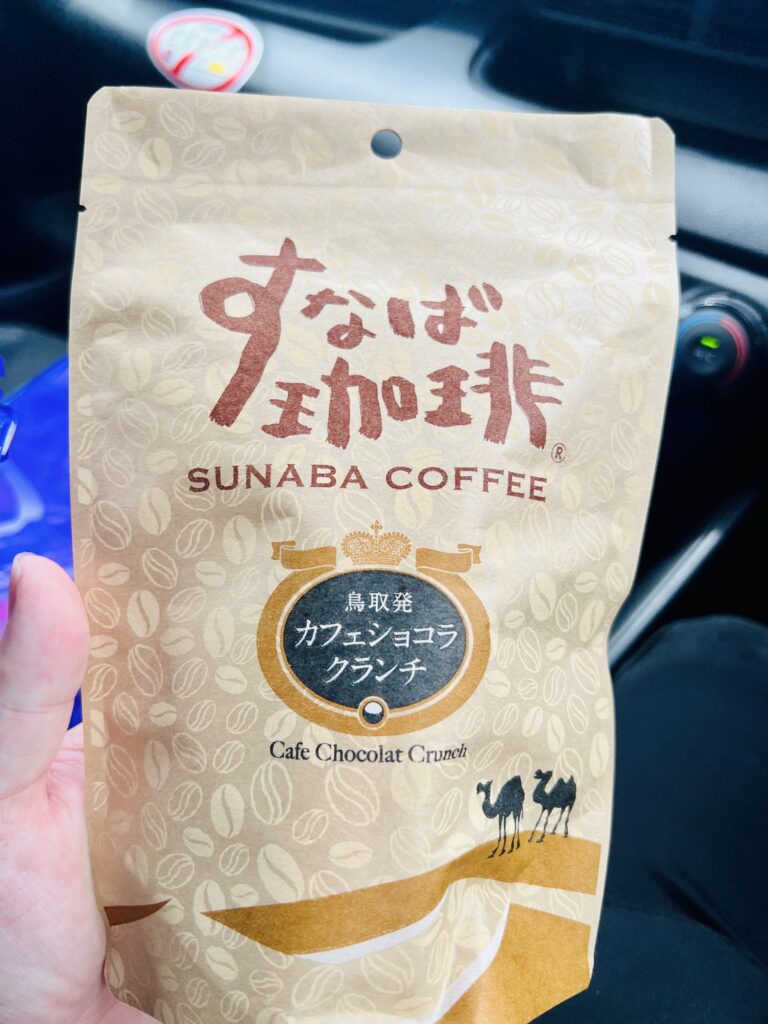 すなば
珈琲
®
SUNABA COFFEE
鳥取発
カフェショコラ
クランチ
Cafe Chocolat Crunch